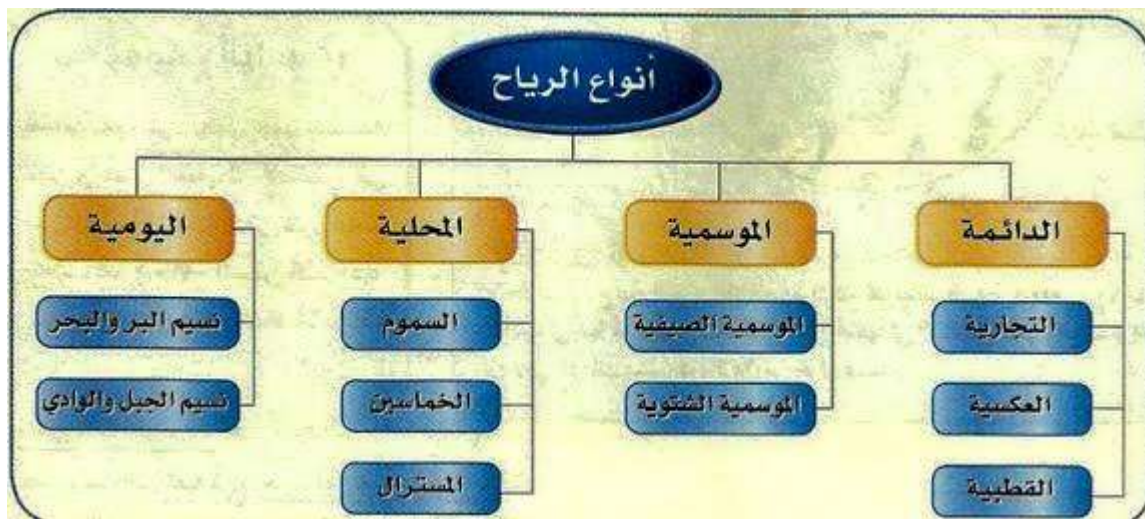 أنواع الرياح
الدائمة
التجارية
العكسية
القطبية
الموسمية
الموسمية الصيفية
الموسمية الشتوية
المحلية
السموم
الخماسين
المسترال
اليومية
نسيم البر والبحر
نسيم الجبل والوادي